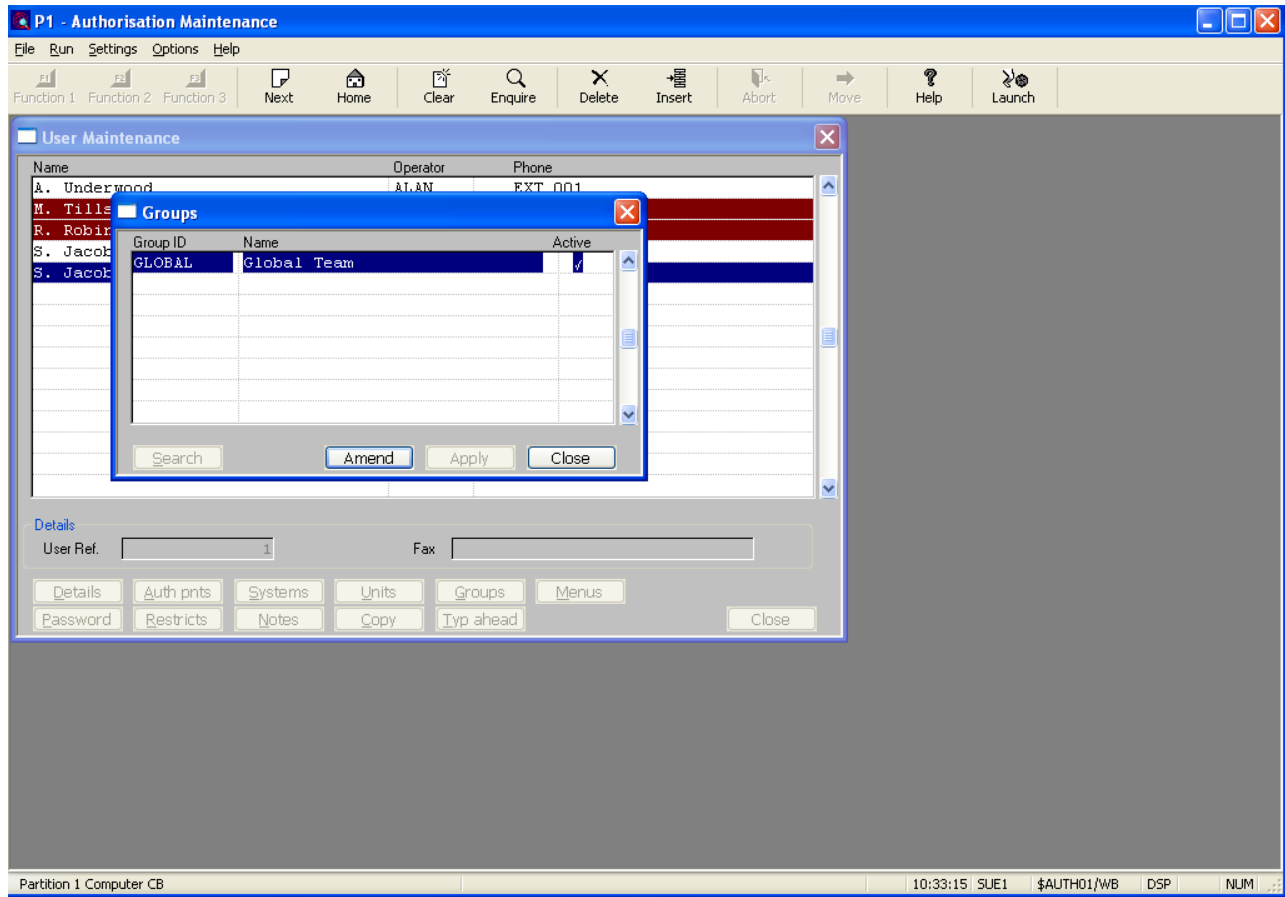 P1 - Authorisation Maintenance
File Run Settings Options Help
Function 1 Function 2 Function 3 Next Home Clear Enquire Delete Insert Abort Move Help Launch
User Maintenance
Name Operator Phone
A. Underwood ALAN EXT 001
M. Tills
R. Robin
S. Jacob
S. Jacob
Groups
Group ID Name Active
GLOBAL Global Team ✓
Search Amend Apply Close
Details
User Ref. 1 Fax
Details Auth pnts Systems Units Groups Menus
Password Restricts Notes Copy Typ ahead Close
Partition 1 Computer CB 10:33:15 SUE1 $AUTH01/WB DSP NUM